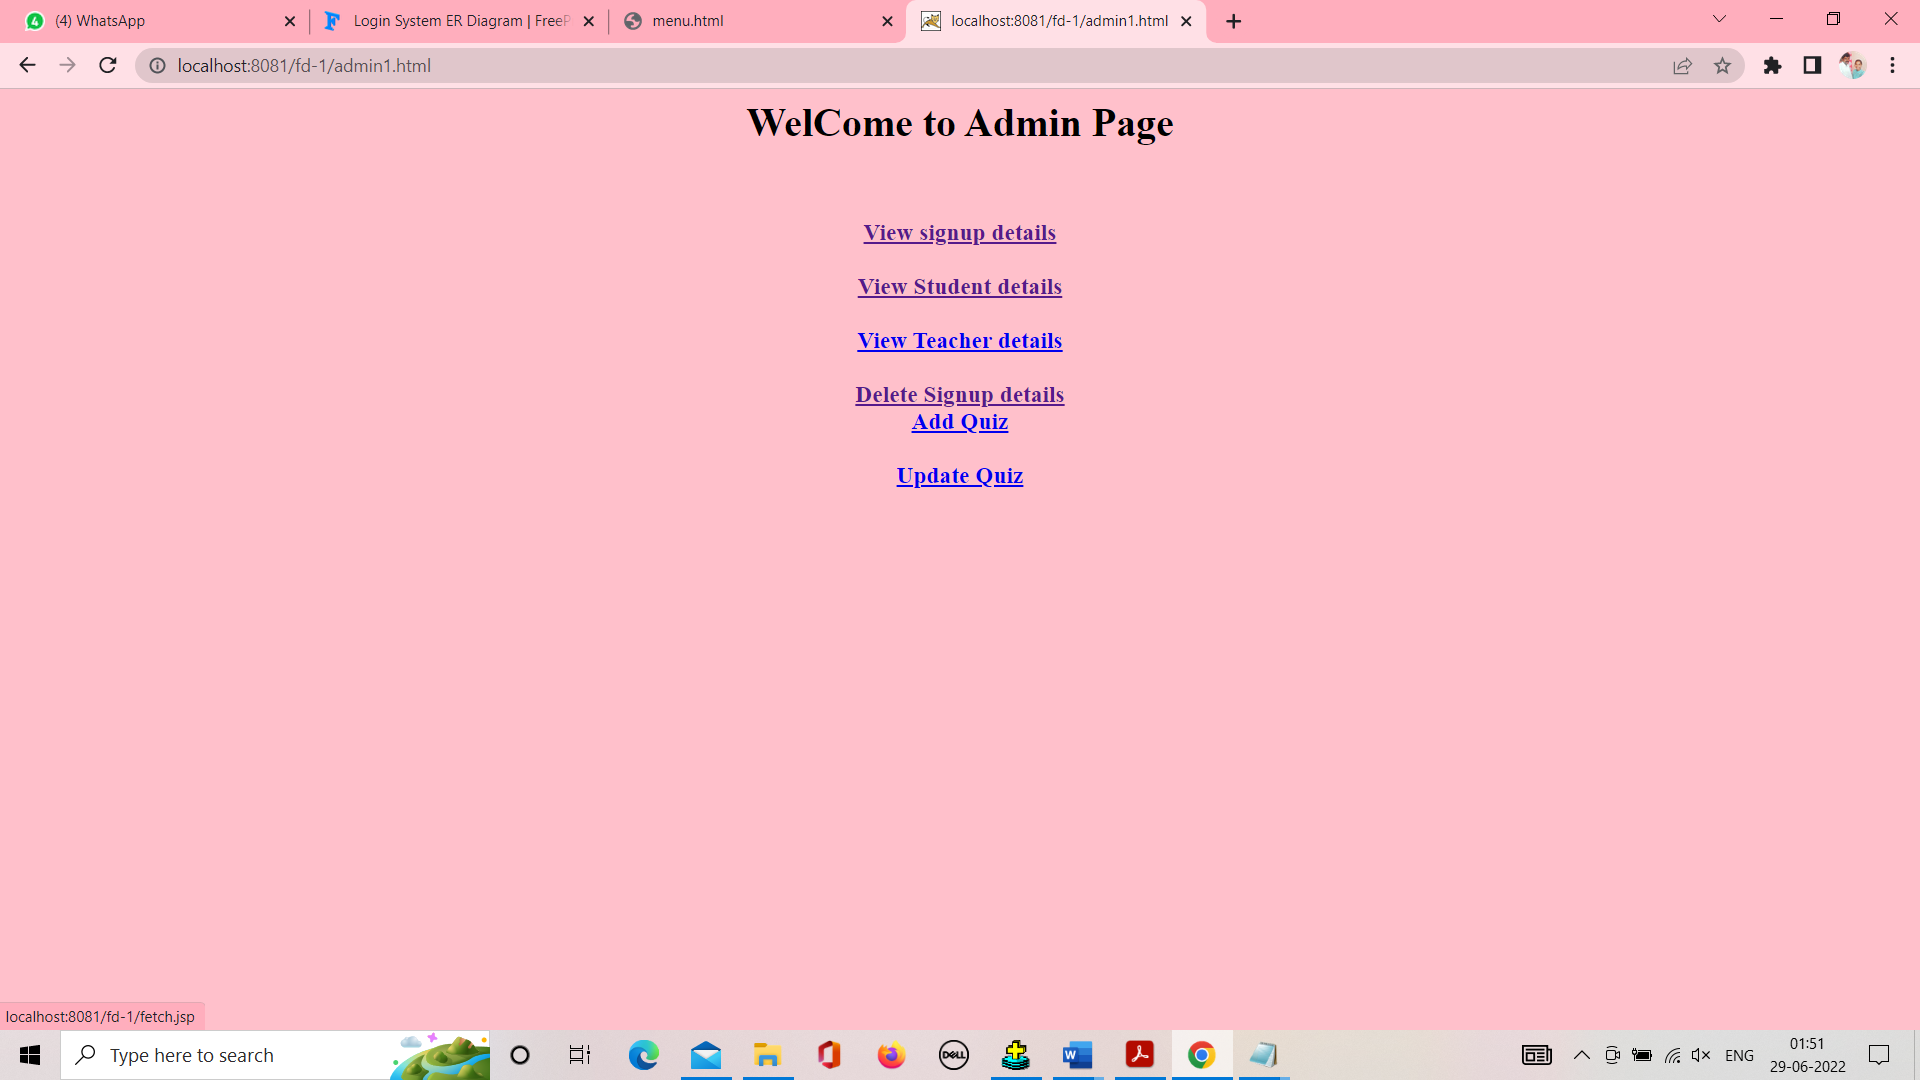 (4) WhatsApp
Login System ER Diagram | FreeP
menu.html
localhost:8081/fd-1/admin1.html
localhost:8081/fd-1/admin1.html
WelCome to Admin Page
View signup details
View Student details
View Teacher details
Delete Signup details
Add Quiz
Update Quiz
localhost:8081/fd-1/fetch.jsp
Type here to search
DELL
ENG
01:51
29-06-2022